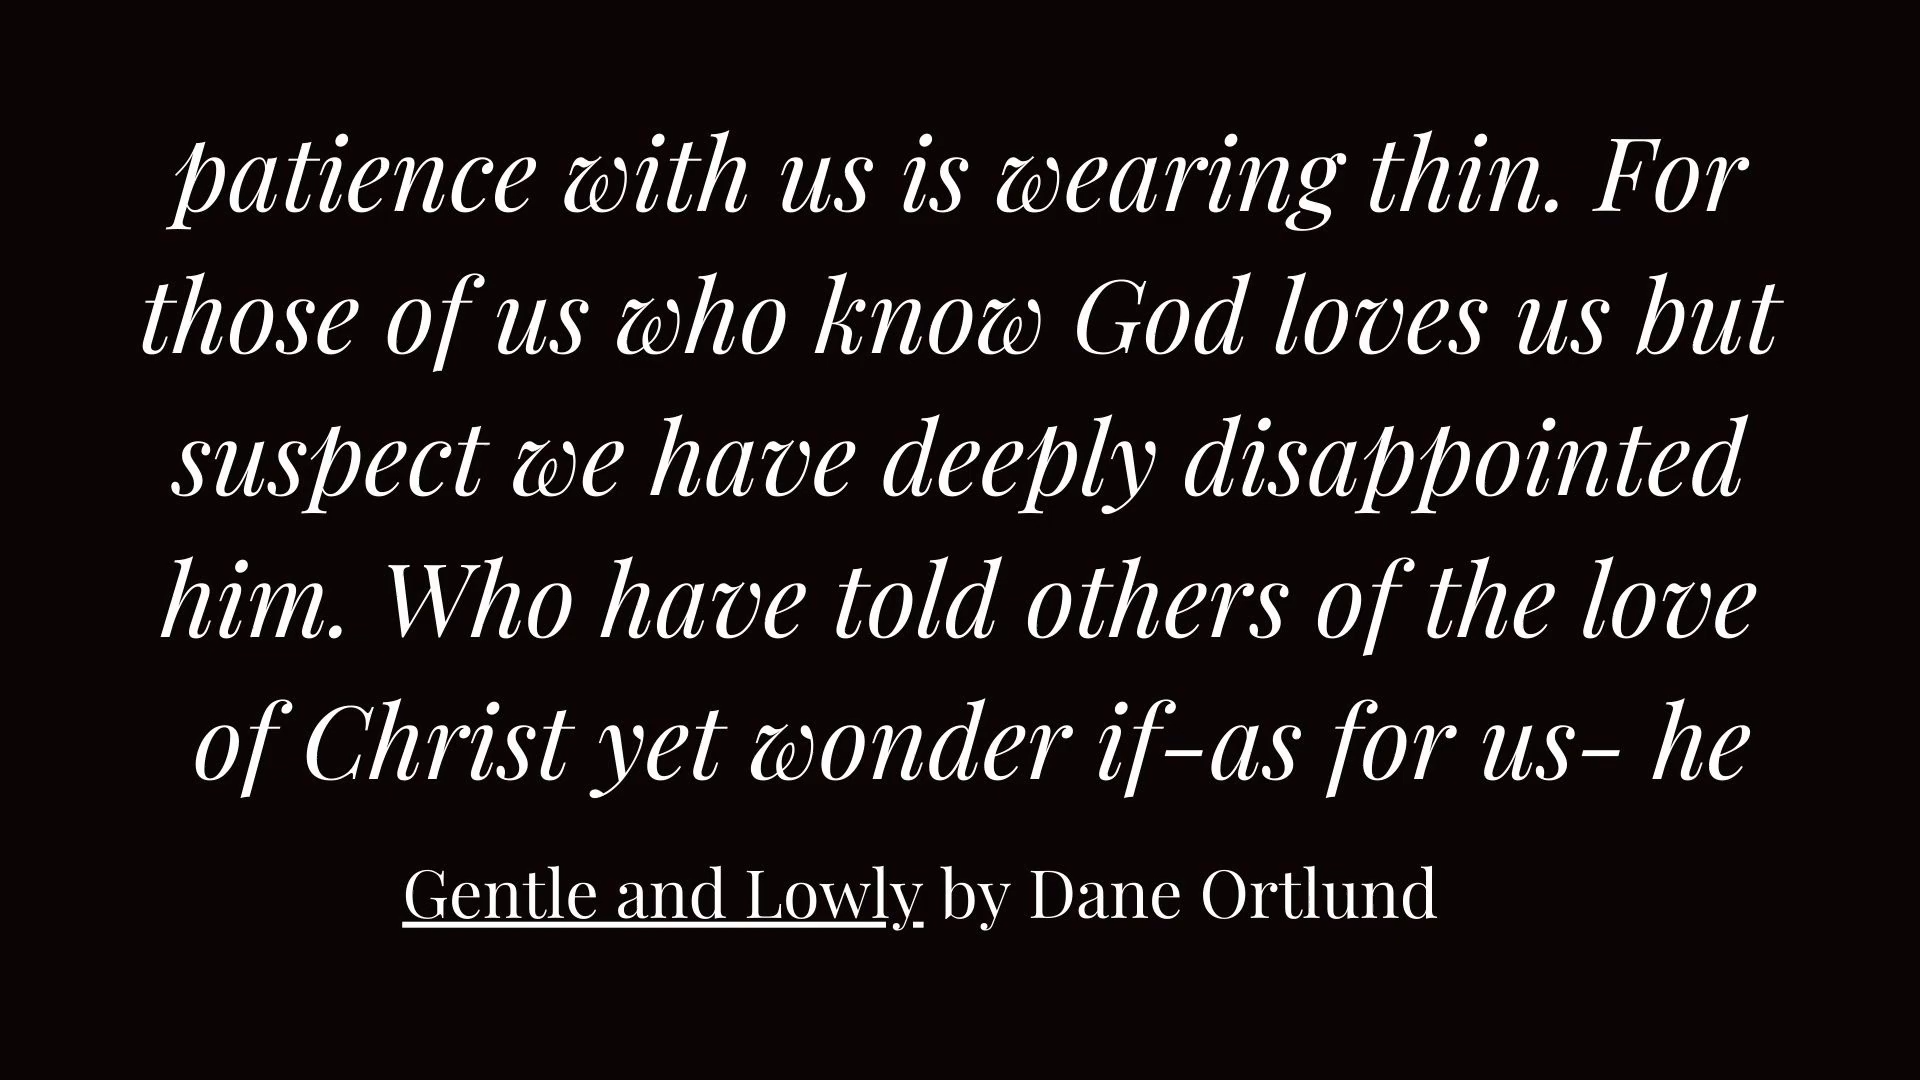 patience with us is wearing thin. For
those of us who know God loves us but
suspect we have deeply disappointed
him. Who have told others of the love
of Christ yet wonder if–as for us– he
Gentle and Lowly by Dane Ortlund